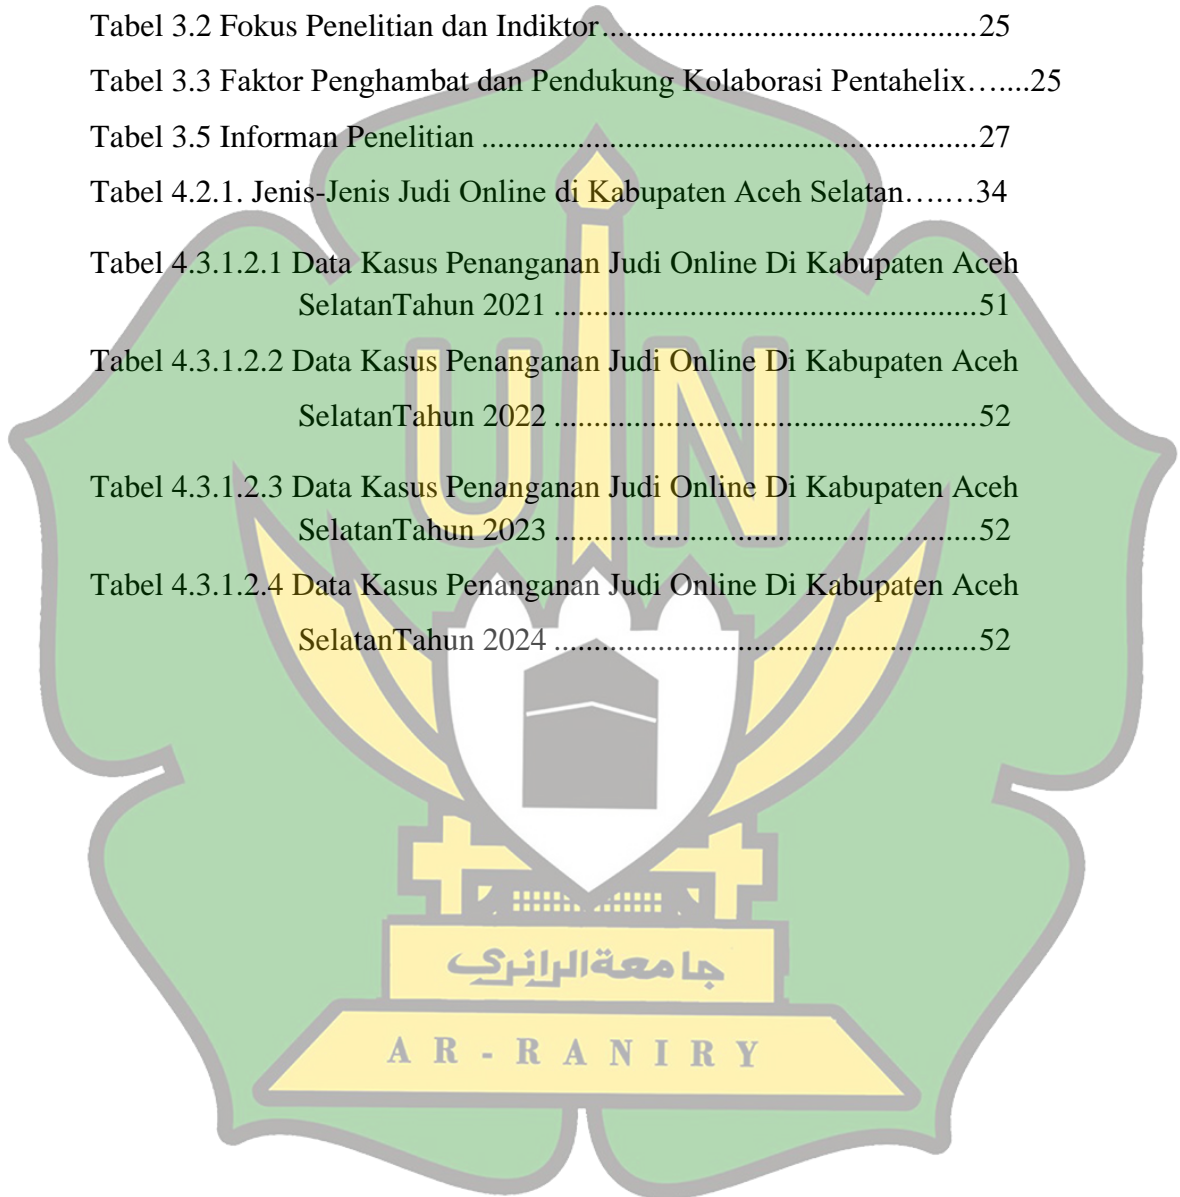 Tabel 3.2 Fokus Penelitian dan Indiktor...............................................25
Tabel 3.3 Faktor Penghambat dan Pendukung Kolaborasi Pentahelix…....25
Tabel 3.5 Informan Penelitian ..............................................................27
Tabel 4.2.1. Jenis-Jenis Judi Online di Kabupaten Aceh Selatan….…34
Tabel 4.3.1.2.1 Data Kasus Penanganan Judi Online Di Kabupaten Aceh
SelatanTahun 2021 .....................................................51
Tabel 4.3.1.2.2 Data Kasus Penanganan Judi Online Di Kabupaten Aceh
SelatanTahun 2022 .....................................................52
Tabel 4.3.1.2.3 Data Kasus Penanganan Judi Online Di Kabupaten Aceh
SelatanTahun 2023 .....................................................52
Tabel 4.3.1.2.4 Data Kasus Penanganan Judi Online Di Kabupaten Aceh
SelatanTahun 2024 .....................................................52
UIN
جامعة الرانري
AR-RANIRY